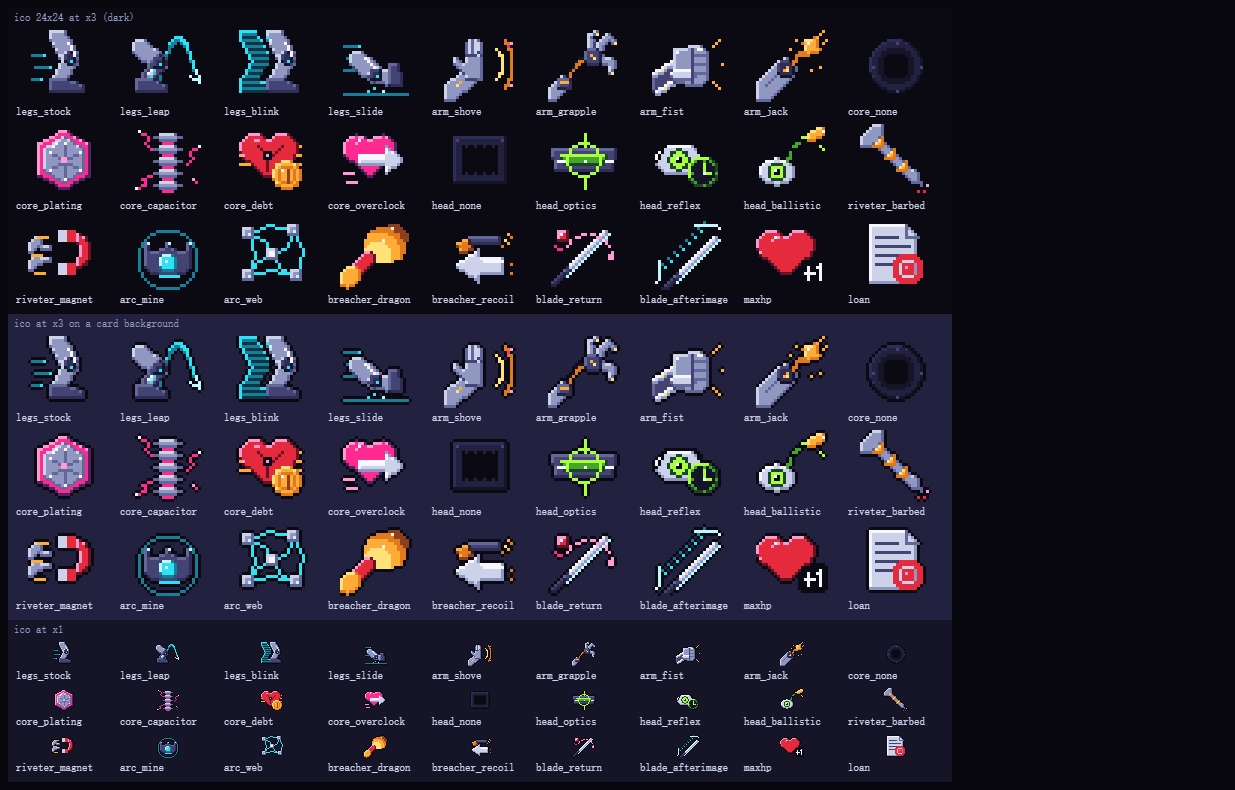 ico 24x24 at x3 (dark)
legs_stock legs_leap legs_blink legs_slide arm_shove arm_grapple arm_fist arm_jack core_none
core_plating core_capacitor core_debt core_overclock head_none head_optics head_reflex head_ballistic riveter_barbed
+1
riveter_magnet arc_mine arc_web breacher_dragon breacher_recoil blade_return blade_afterimage maxhp loan
ico at x3 on a card background
legs_stock legs_leap legs_blink legs_slide arm_shove arm_grapple arm_fist arm_jack core_none
core_plating core_capacitor core_debt core_overclock head_none head_optics head_reflex head_ballistic riveter_barbed
+1
riveter_magnet arc_mine arc_web breacher_dragon breacher_recoil blade_return blade_afterimage maxhp loan
ico at x1
legs_stock legs_leap legs_blink legs_slide arm_shove arm_grapple arm_fist arm_jack core_none
core_plating core_capacitor core_debt core_overclock head_none head_optics head_reflex head_ballistic riveter_barbed
+1
riveter_magnet arc_mine arc_web breacher_dragon breacher_recoil blade_return blade_afterimage maxhp loan